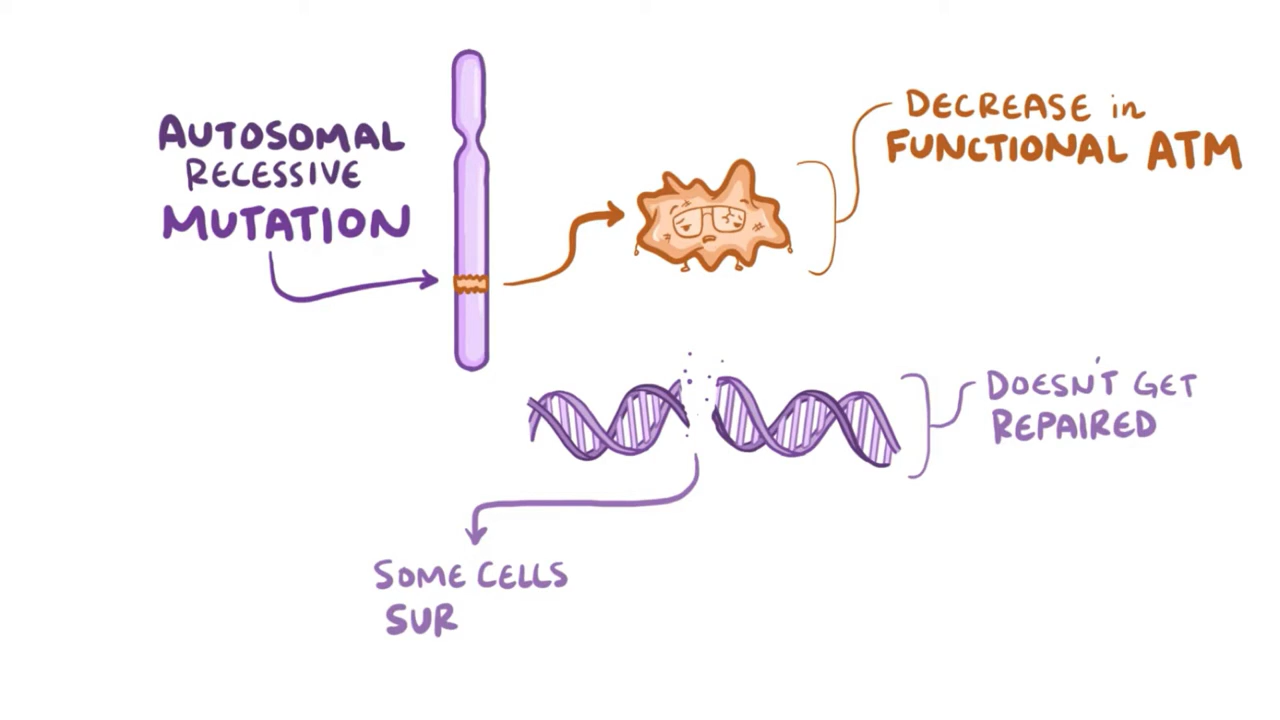 AUTOSOMAL
RECESSIVE
MUTATION
DECREASE in
FUNCTIONAL ATM
DOESN'T GET
REPAIRED
SOME CELLS
SUR